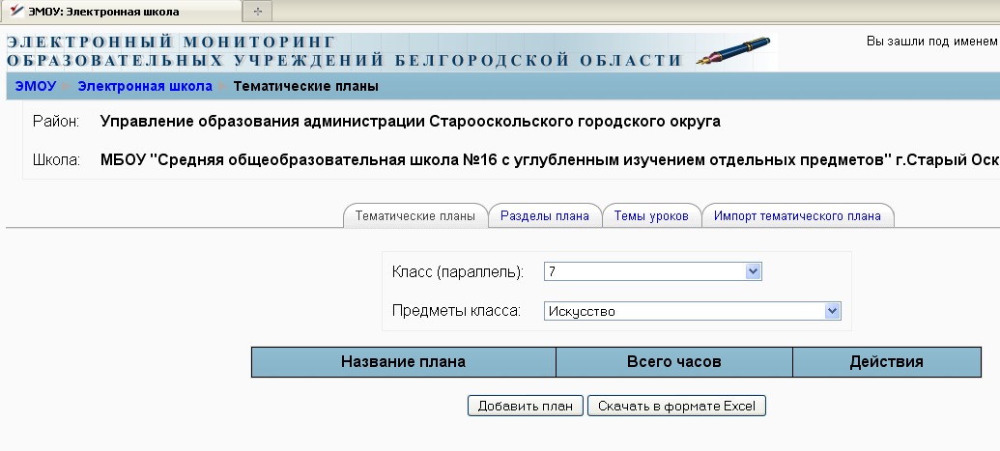 ЭМОУ: Электронная школа
ЭЛЕКТРОННЫЙ МОНИТОРИНГ
ОБРАЗОВАТЕЛЬНЫХ УЧРЕЖДЕНИЙ БЕЛГОРОДСКОЙ ОБЛАСТИ
Вы зашли под именем
ЭМОУ Электронная школа Тематические планы
Район: Управление образования администрации Старооскольского городского округа
Школа: МБОУ "Средняя общеобразовательная школа №16 с углубленным изучением отдельных предметов" г.Старый Оск
Тематические планы Разделы плана Темы уроков Импорт тематического плана
Класс (параллель): 7
Предметы класса: Искусство
Название плана Всего часов Действия
Добавить план Скачать в формате Excel